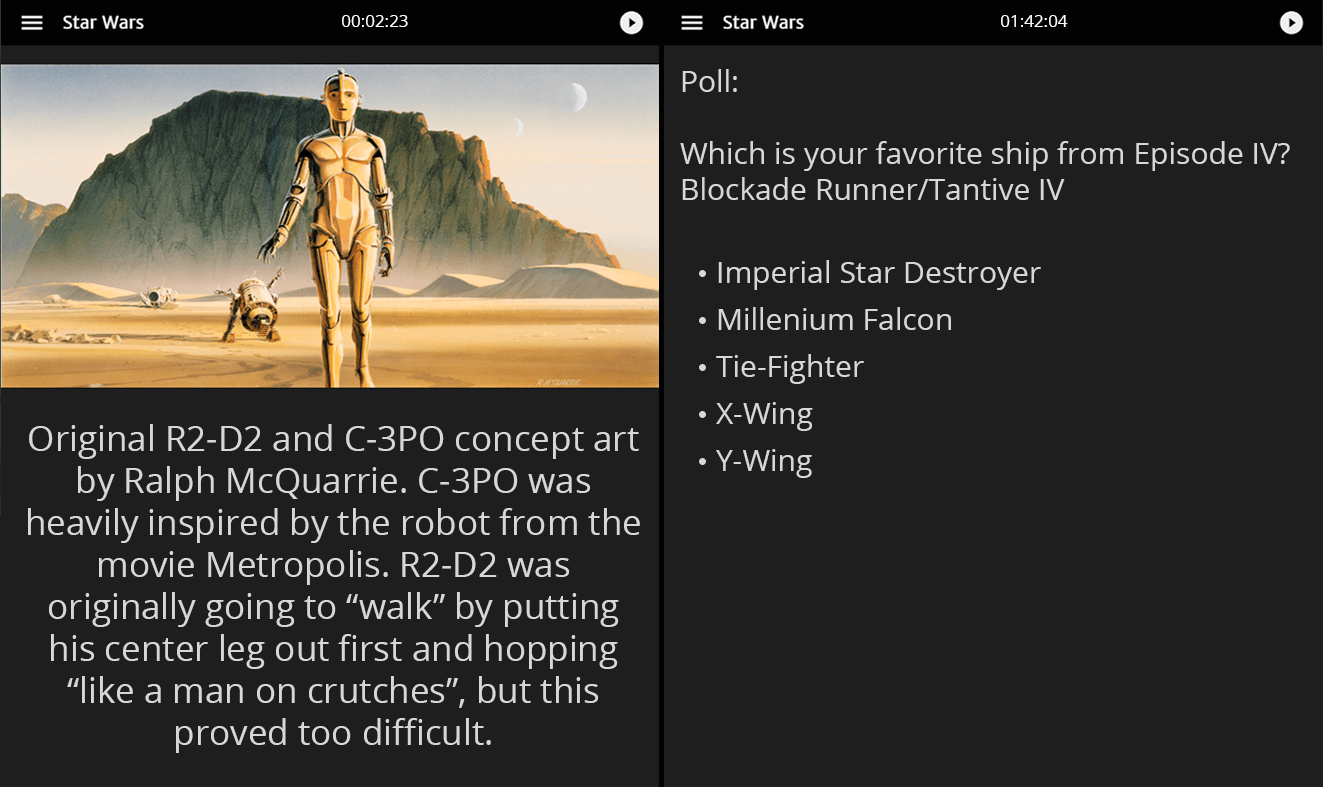 Star Wars
00:02:23
Original R2-D2 and C-3PO concept art
by Ralph McQuarrie. C-3PO was
heavily inspired by the robot from the
movie Metropolis. R2-D2 was
originally going to “walk” by putting
his center leg out first and hopping
“like a man on crutches”, but this
proved too difficult.
Star Wars
01:42:04
Poll:
Which is your favorite ship from Episode IV?
Blockade Runner/Tantive IV
• Imperial Star Destroyer
• Millenium Falcon
• Tie-Fighter
• X-Wing
• Y-Wing